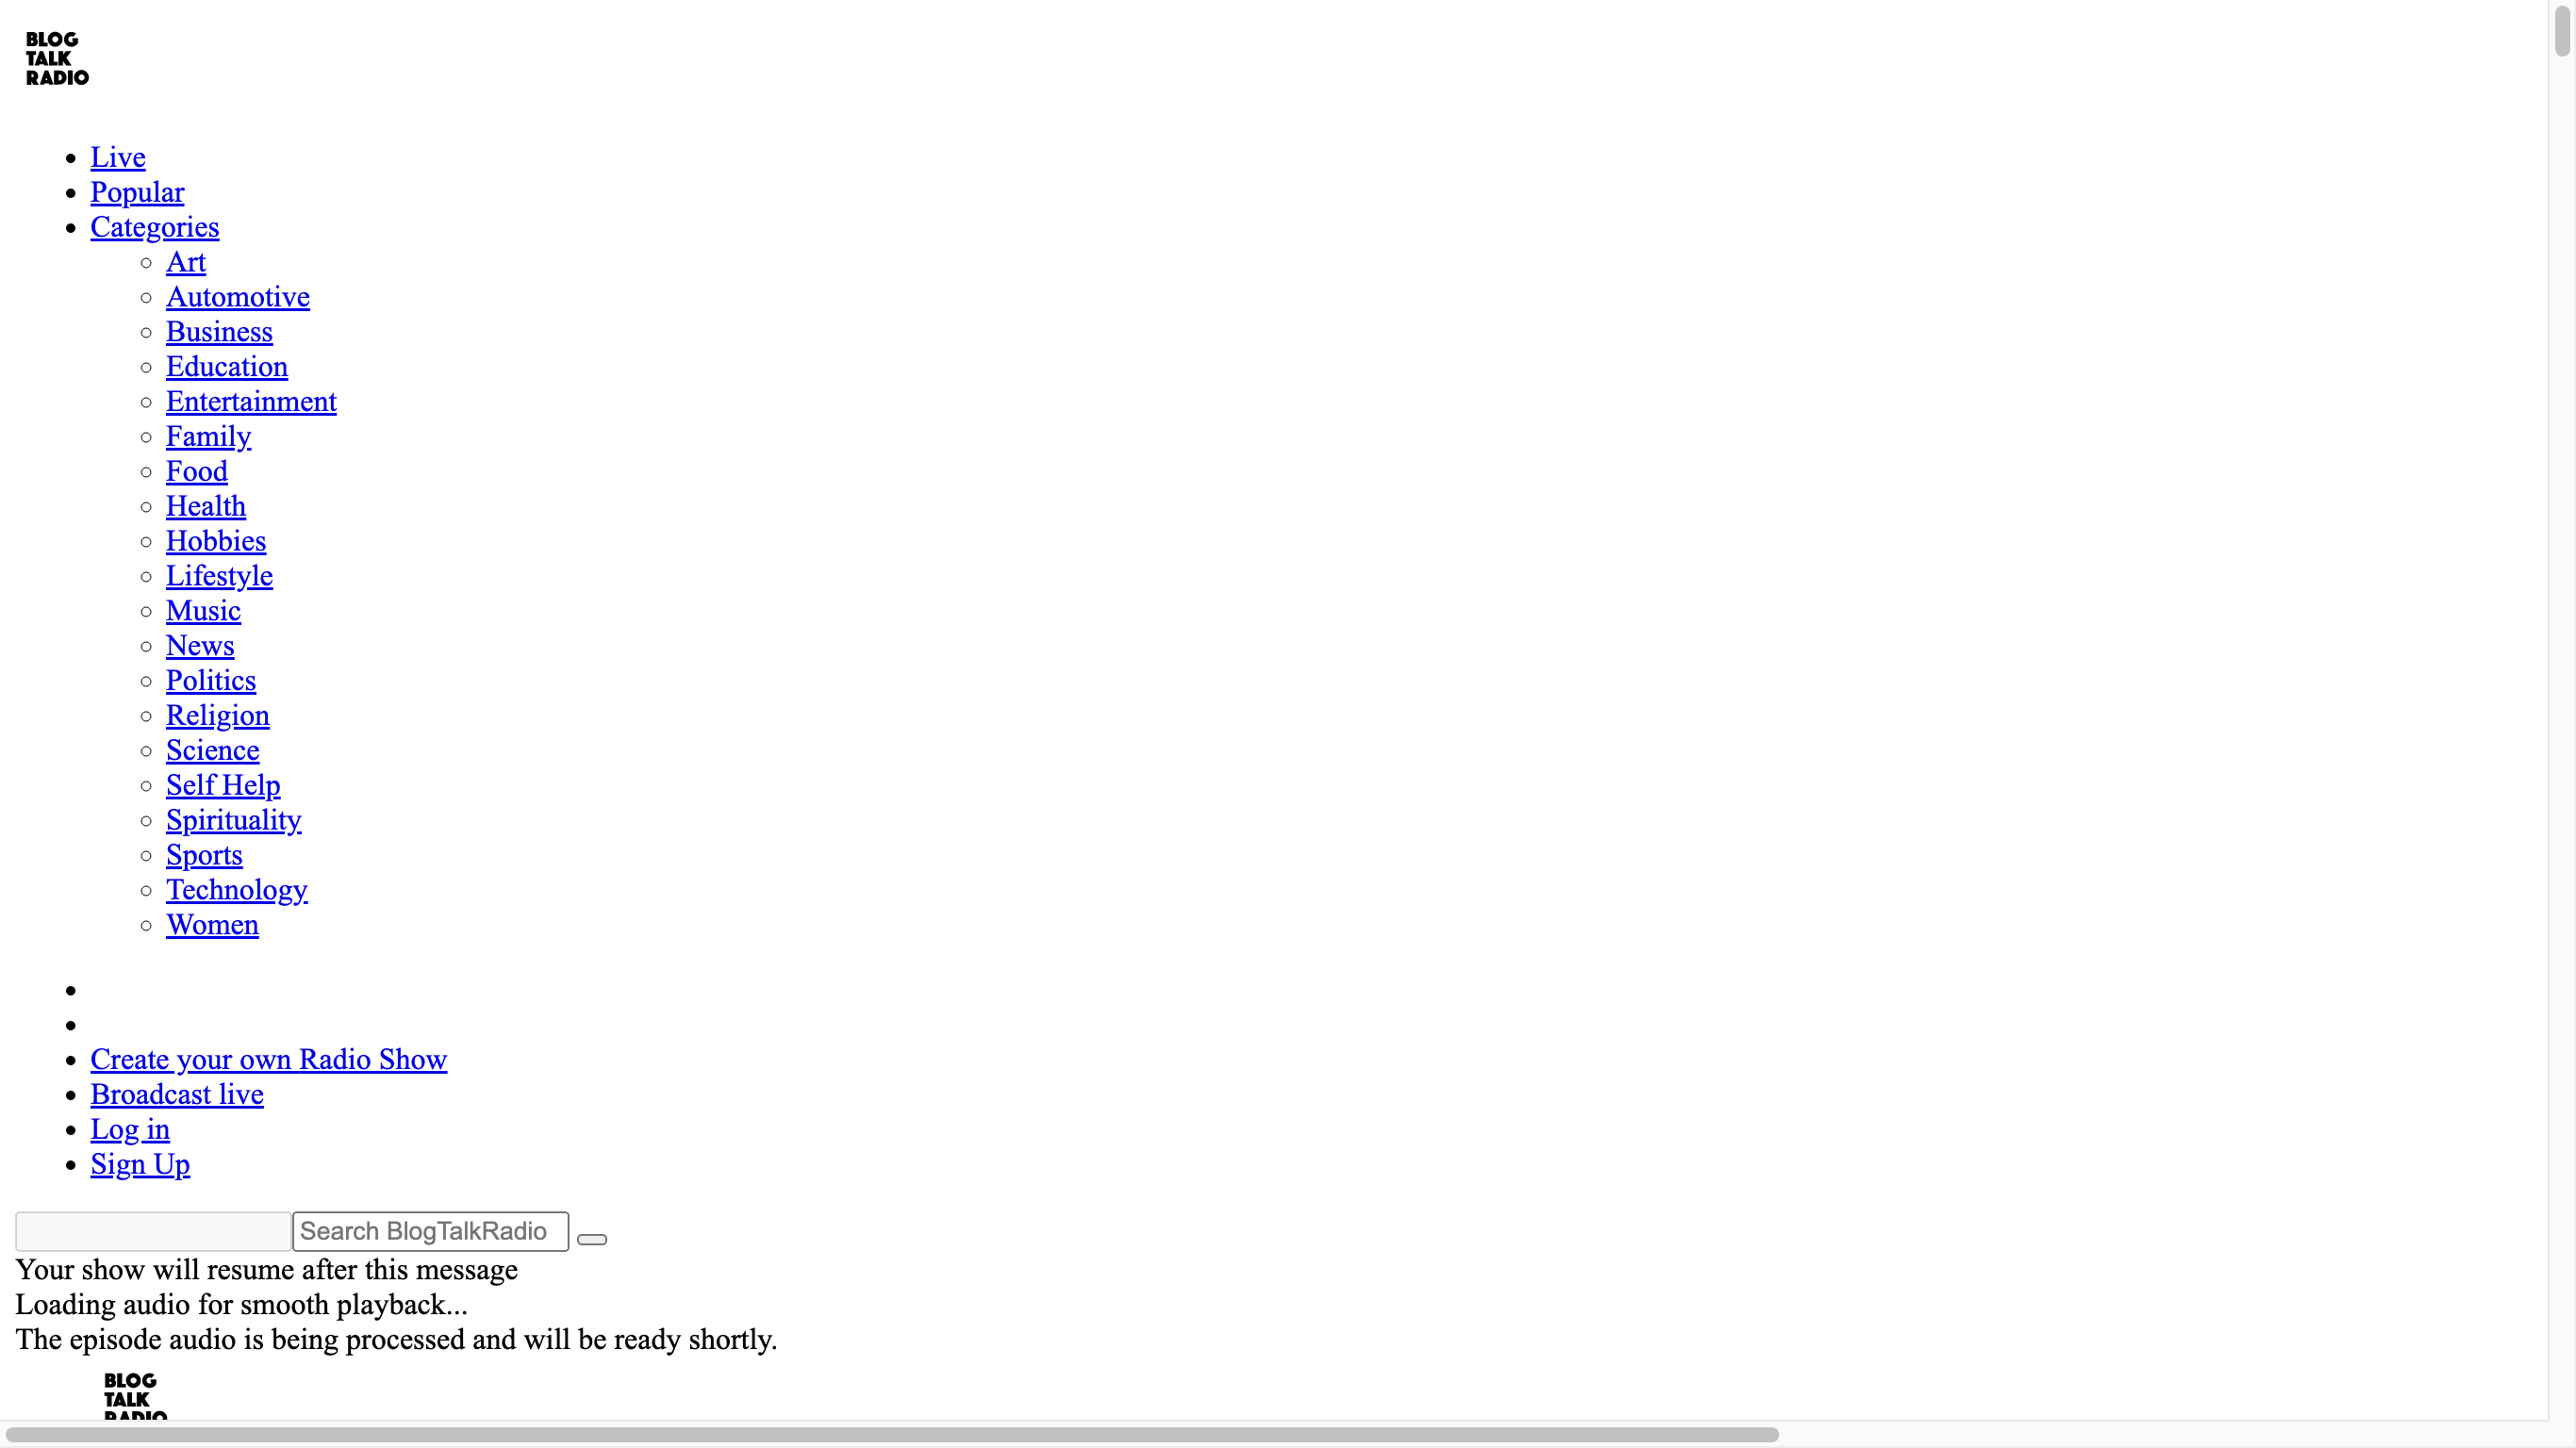 BLOG
TALK
RADIO
Live
Popular
Categories
Art
Automotive
Business
Education
Entertainment
Family
Food
Health
Hobbies
Lifestyle
Music
News
Politics
Religion
Science
Self Help
Spirituality
Sports
Technology
Women
Create your own Radio Show
Broadcast live
Log in
Sign Up
Search BlogTalkRadio
Your show will resume after this message
Loading audio for smooth playback...
The episode audio is being processed and will be ready shortly.
BLOG
TALK
RADIO